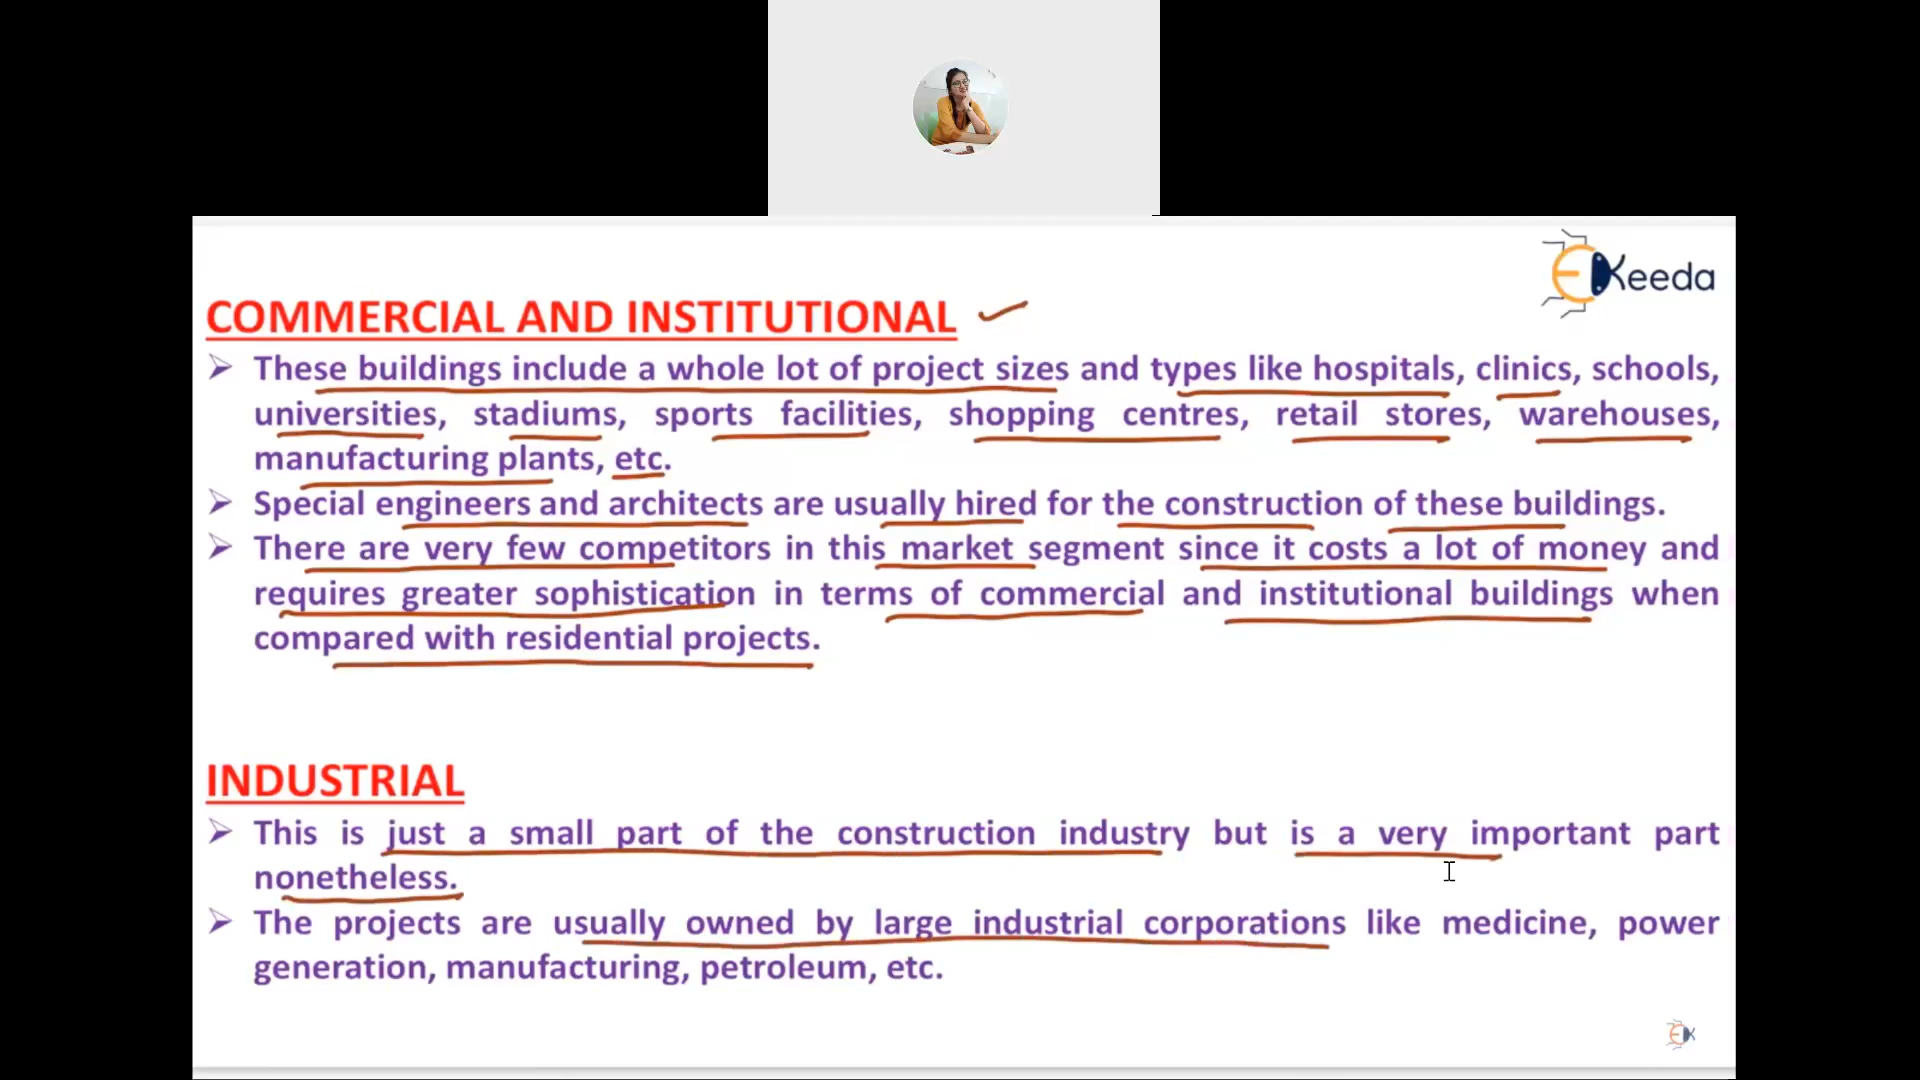 EKeeda
COMMERCIAL AND INSTITUTIONAL
➢ These buildings include a whole lot of project sizes and types like hospitals, clinics, schools,
universities, stadiums, sports facilities, shopping centres, retail stores, warehouses,
manufacturing plants, etc.
➢ Special engineers and architects are usually hired for the construction of these buildings.
➢ There are very few competitors in this market segment since it costs a lot of money and
requires greater sophistication in terms of commercial and institutional buildings when
compared with residential projects.
INDUSTRIAL
➢ This is just a small part of the construction industry but is a very important part
nonetheless.
➢ The projects are usually owned by large industrial corporations like medicine, power
generation, manufacturing, petroleum, etc.
EK